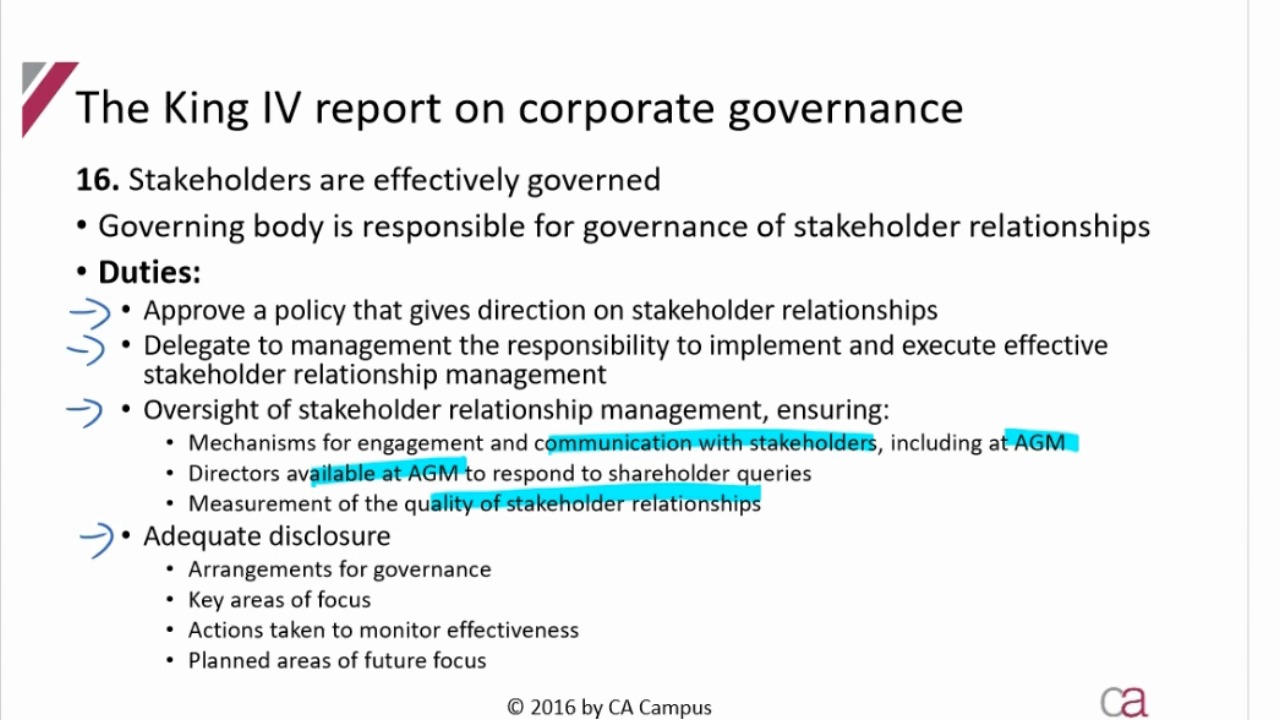 The King IV report on corporate governance
16. Stakeholders are effectively governed
• Governing body is responsible for governance of stakeholder relationships
• Duties:
• Approve a policy that gives direction on stakeholder relationships
• Delegate to management the responsibility to implement and execute effective
stakeholder relationship management
• Oversight of stakeholder relationship management, ensuring:
• Mechanisms for engagement and communication with stakeholders, including at AGM
• Directors available at AGM to respond to shareholder queries
• Measurement of the quality of stakeholder relationships
• Adequate disclosure
• Arrangements for governance
• Key areas of focus
• Actions taken to monitor effectiveness
• Planned areas of future focus
© 2016 by CA Campus
ca